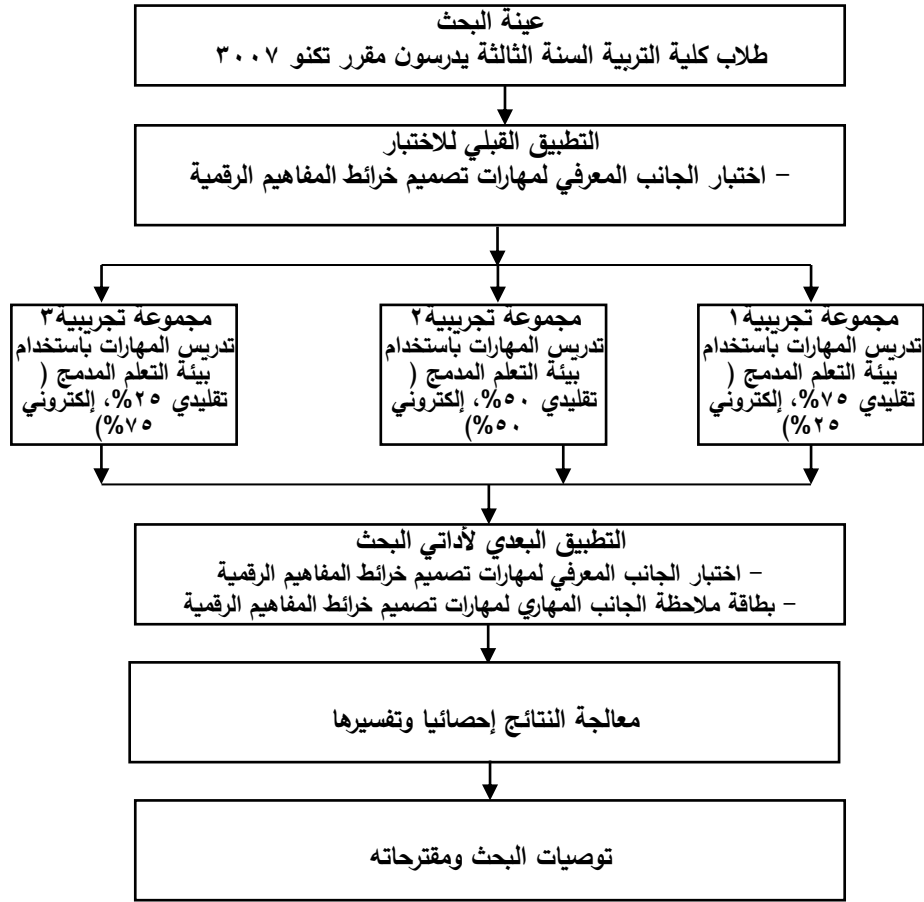 عينة البحث
طلاب كلية التربية السنة الثالثة يدرسون مقرر تكنو ٣٠٠٧
التطبيق القبلي للاختبار
- اختبار الجانب المعرفي لمهارات تصميم خرائط المفاهيم الرقمية
مجموعة تجريبية١
تدريس المهارات باستخدام
بيئة التعلم المدمج (
تقليدي ٧٥%، إلكتروني
٢٥%)
مجموعة تجريبية٢
تدريس المهارات باستخدام
بيئة التعلم المدمج (
تقليدي ٥٠%، إلكتروني
٥٠%)
مجموعة تجريبية٣
تدريس المهارات باستخدام
بيئة التعلم المدمج (
تقليدي ٢٥%، إلكتروني
٧٥%)
التطبيق البعدي لأداتي البحث
- اختبار الجانب المعرفي لمهارات تصميم خرائط المفاهيم الرقمية
- بطاقة ملاحظة الجانب المهاري لمهارات تصميم خرائط المفاهيم الرقمية
معالجة النتائج إحصائيا وتفسيرها
توصيات البحث ومقترحاته